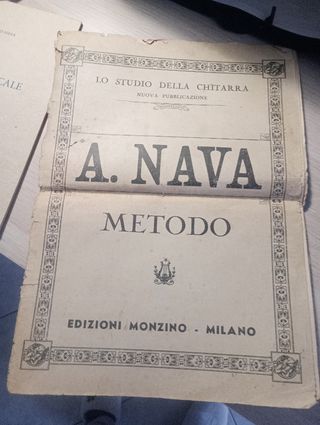 CALE
LO STUDIO DELLA CHITARRA
NUOVA PUBBLICAZIONE
A. NAVA
METODO
EDIZIONI MONZINO - MILANO